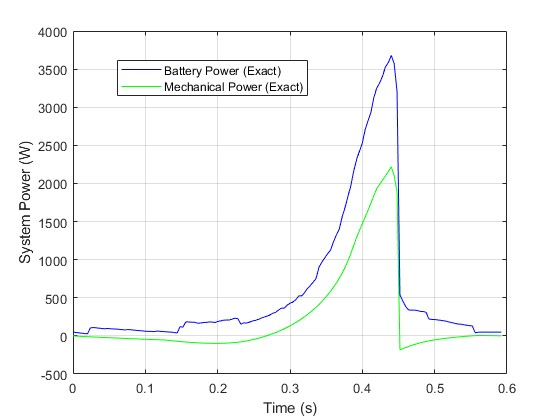 4000
3500
3000
2500
2000
1500
1000
500
0
-500
System Power (W)
Battery Power (Exact)
Mechanical Power (Exact)
0 0.1 0.2 0.3 0.4 0.5 0.6
Time (s)